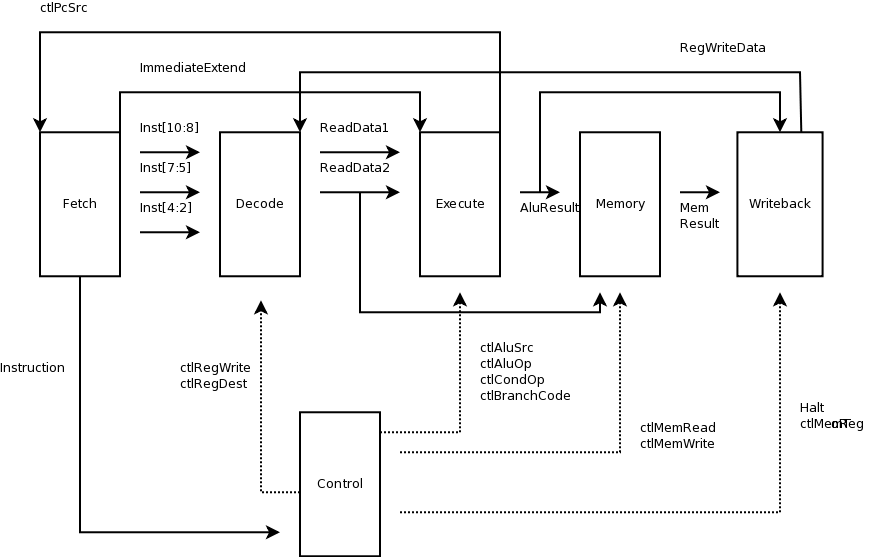 ctlPcSrc
RegWriteData
ImmediateExtend
Inst[10:8]
ReadData1
Inst[7:5]
ReadData2
Fetch
Inst[4:2]
Decode
Execute
AluResult
Memory
Mem
Result
Writeback
Instruction
ctlRegWrite
ctlRegDest
ctlAluSrc
ctlAluOp
ctlCondOp
ctlBranchCode
Halt
ctlMemRead
ctlMemWrite
Control